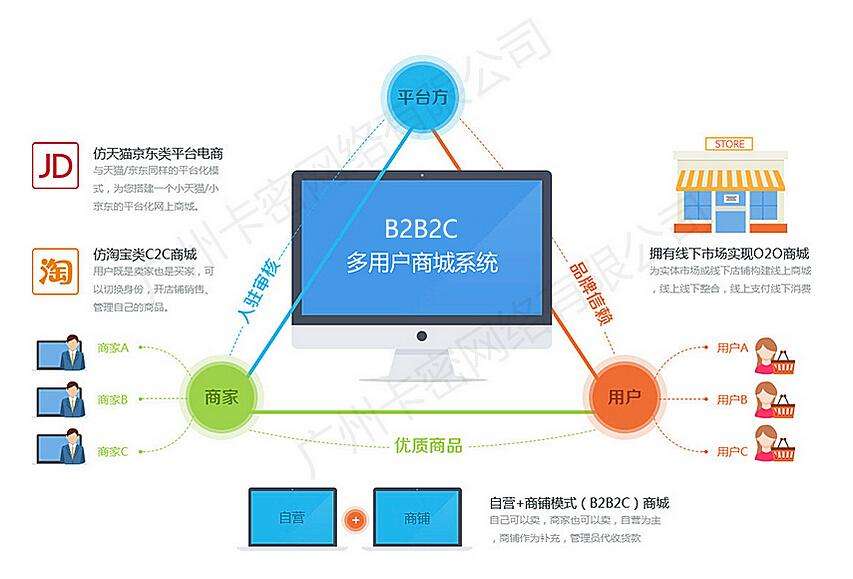 平台方
JD
仿天猫京东类平台电商
与天猫/京东同样的平台化模
式，为您搭建一个小天猫/小
京东的平台化网上商城。
淘
仿淘宝类C2C商城
用户既是卖家也是买家，可
以切换身份，开店铺销售、
管理自己的商品。
B2B2C
多用户商城系统
入驻审核
品牌信赖
STORE
拥有线下市场实现O2O商城
为实体市场或线下店铺构建线上商城
，线上线下整合，线上支付线下消费
商家A
商家B
商家C
商家
用户
用户A
用户B
用户C
优质商品
自营
+
商铺
自营+商铺模式（B2B2C）商城
自己可以卖，商家也可以卖，自营为主
，商铺作为补充，管理员代收货款
广州卡密网络有限公司
广州卡密网络有限公司